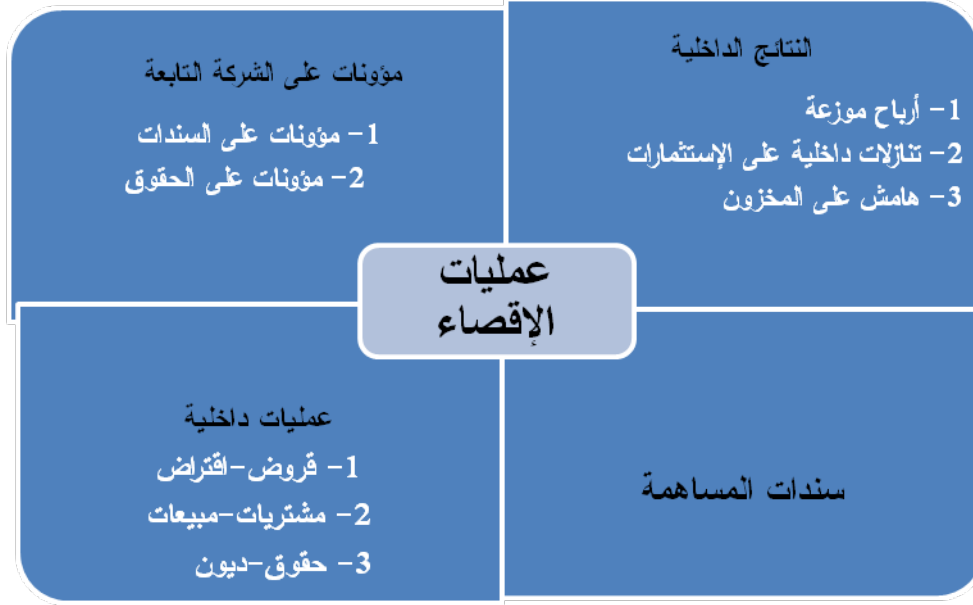 النتائج الداخلية
1- أرباح موزعة
2- تنازلات داخلية على الإستثمارات
3- هامش على المخزون
مؤونات على الشركة التابعة
1- مؤونات على السندات
2- مؤونات على الحقوق
عمليات
الإقصاء
سندات المساهمة
عمليات داخلية
1- قروض-اقتراض
2- مشتريات-مبيعات
3- حقوق-ديون